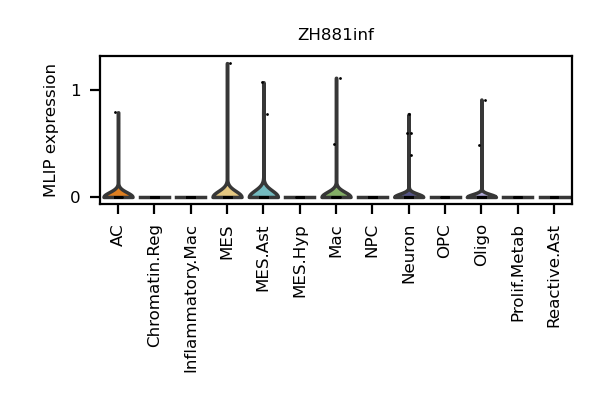 ZH881inf
MLIP expression
1
0
AC
Chromatin.Reg
Inflammatory.Mac
MES
MES.Ast
MES.Hyp
Mac
NPC
Neuron
OPC
Oligo
Prolif.Metab
Reactive.Ast